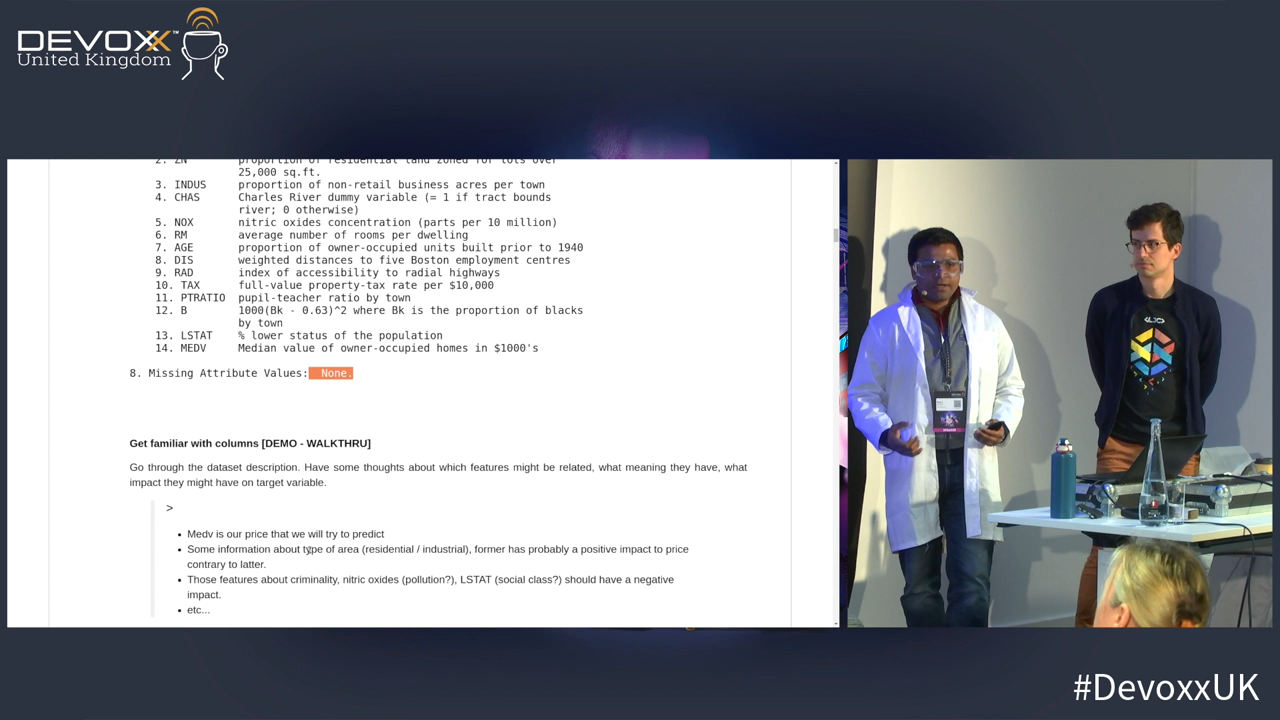 DEVOXX™
United Kingdom
2. ZN proportion of residential land zoned for lots over
25,000 sq.ft.
3. INDUS proportion of non-retail business acres per town
4. CHAS Charles River dummy variable (= 1 if tract bounds
river; 0 otherwise)
5. NOX nitric oxides concentration (parts per 10 million)
6. RM average number of rooms per dwelling
7. AGE proportion of owner-occupied units built prior to 1940
8. DIS weighted distances to five Boston employment centres
9. RAD index of accessibility to radial highways
10. TAX full-value property-tax rate per $10,000
11. PTRATIO pupil-teacher ratio by town
12. B 1000(Bk - 0.63)^2 where Bk is the proportion of blacks
by town
13. LSTAT % lower status of the population
14. MEDV Median value of owner-occupied homes in $1000's
8. Missing Attribute Values: None.
Get familiar with columns [DEMO - WALKTHRU]
Go through the dataset description. Have some thoughts about which features might be related, what meaning they have, what
impact they might have on target variable.
>
• Medv is our price that we will try to predict
• Some information about type of area (residential / industrial), former has probably a positive impact to price
contrary to latter.
• Those features about criminality, nitric oxides (pollution?), LSTAT (social class?) should have a negative
impact.
• etc...
#DevoxxUK